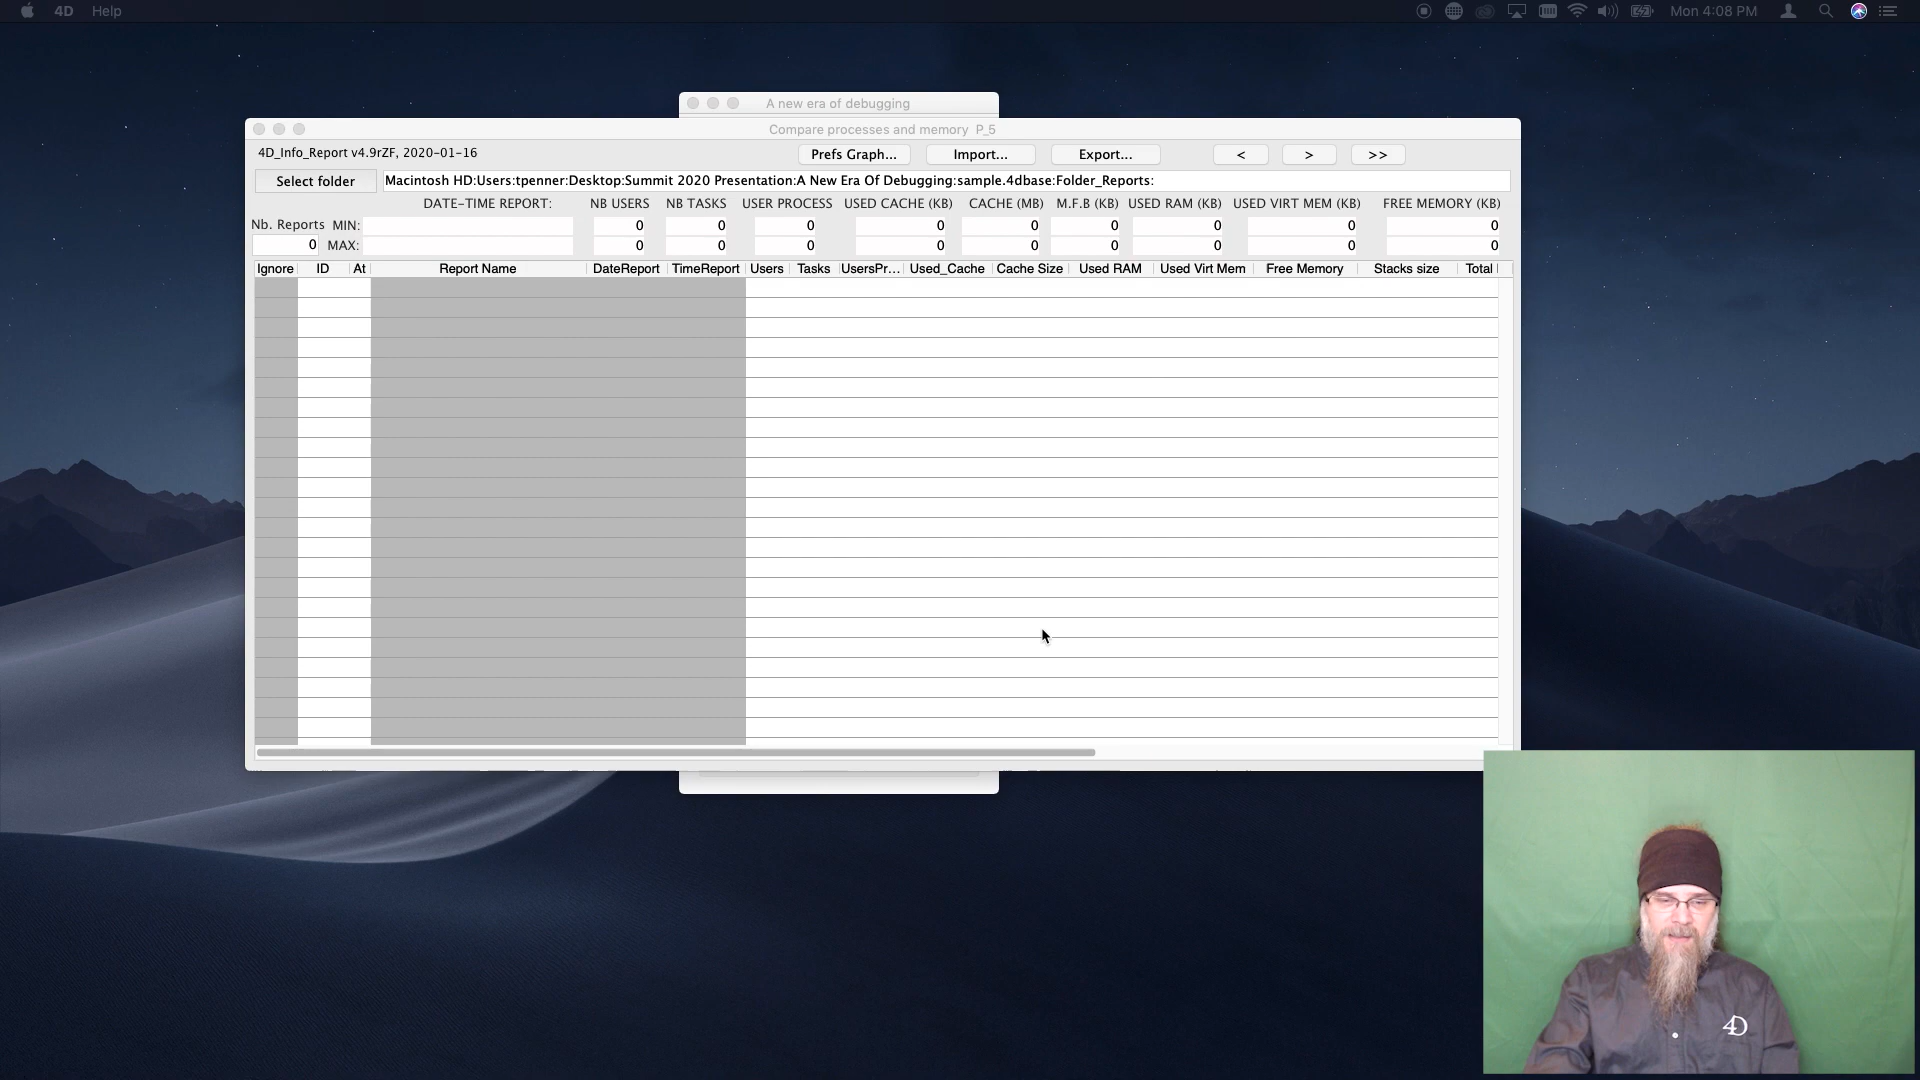 4D Help Mon 4:08 PM
A new era of debugging
Compare processes and memory P_5
4D_Info_Report v4.9rZF, 2020-01-16 Prefs Graph... Import... Export... < > >>
Select folder Macintosh HD:Users:tpenner:Desktop:Summit 2020 Presentation:A New Era Of Debugging:sample.4dbase:Folder_Reports:
DATE-TIME REPORT: NB USERS NB TASKS USER PROCESS USED CACHE (KB) CACHE (MB) M.F.B (KB) USED RAM (KB) USED VIRT MEM (KB) FREE MEMORY (KB)
Nb. Reports MIN: 0 0 0 0 0 0 0 0 0
0 MAX: 0 0 0 0 0 0 0 0 0
Ignore ID At Report Name DateReport TimeReport Users Tasks UsersPr... Used_Cache Cache Size Used RAM Used Virt Mem Free Memory Stacks size Total
4D